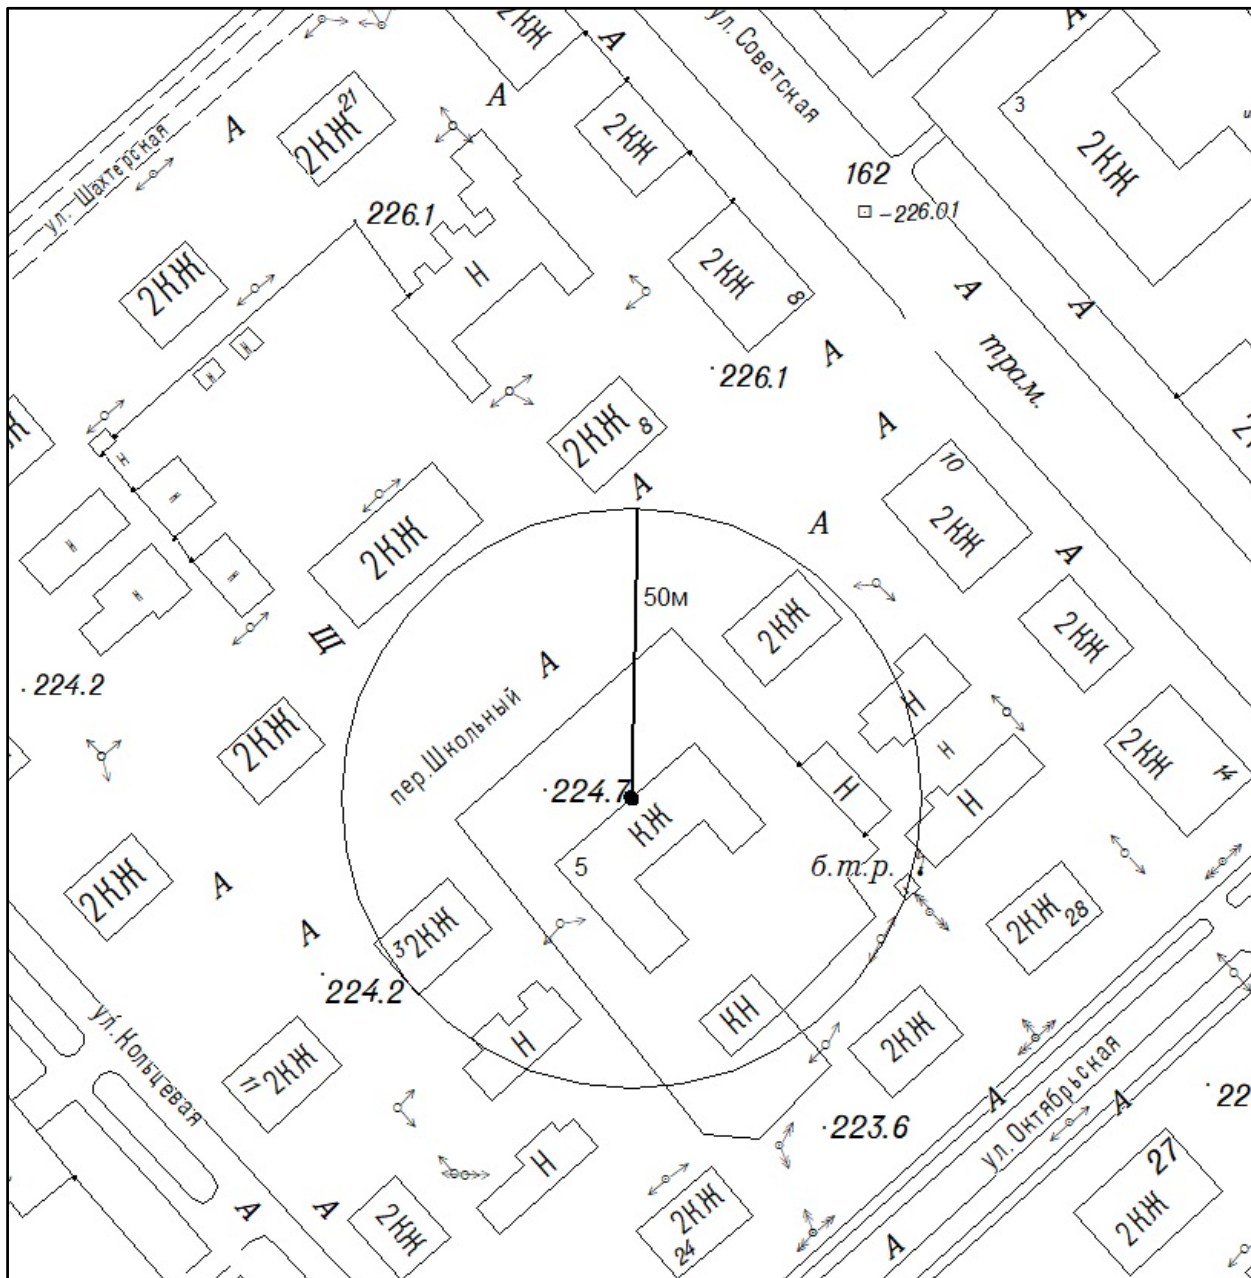 2КЖ
А
ул. Советская
А
2КЖ 21
А
А
3
2КЖ
2КЖ
ул. Шахтерская
162
226.1
-226.01
Н
2КЖ
2КЖ 8
А
А
трам.
Н
Н
226.1
А
2КЖ 8
А
Ж
Н
10
2КЖ
2КЖ
А
А
А
Н
Н
Н
Н
50м
2КЖ
2КЖ
Щ
А
224.2
пер.Школьный
Н
2КЖ
Н
2КЖ
14
224.7
Н
Н
КЖ
5
б.т.р.
2КЖ
А
2КЖ 28
3 2КЖ
А
224.2
КН
Н
2КЖ
ул.Кольцевая
11 2КЖ
А
ул.Октябрьская
А
22
223.6
Н
27
2КЖ
А
А
2КЖ
2КЖ
24
А